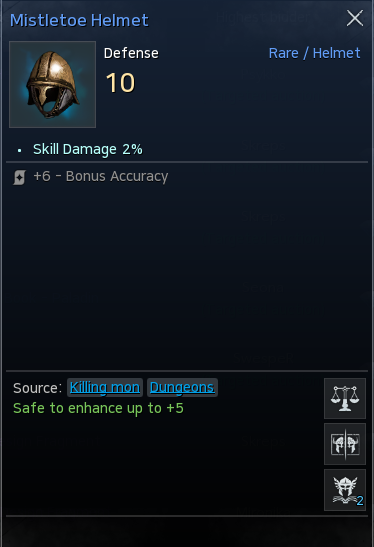 Mistletoe Helmet
Defense
Rare / Helmet
10
• Skill Damage 2%
+6 - Bonus Accuracy
Source: Killing mon Dungeons
Safe to enhance up to +5
2